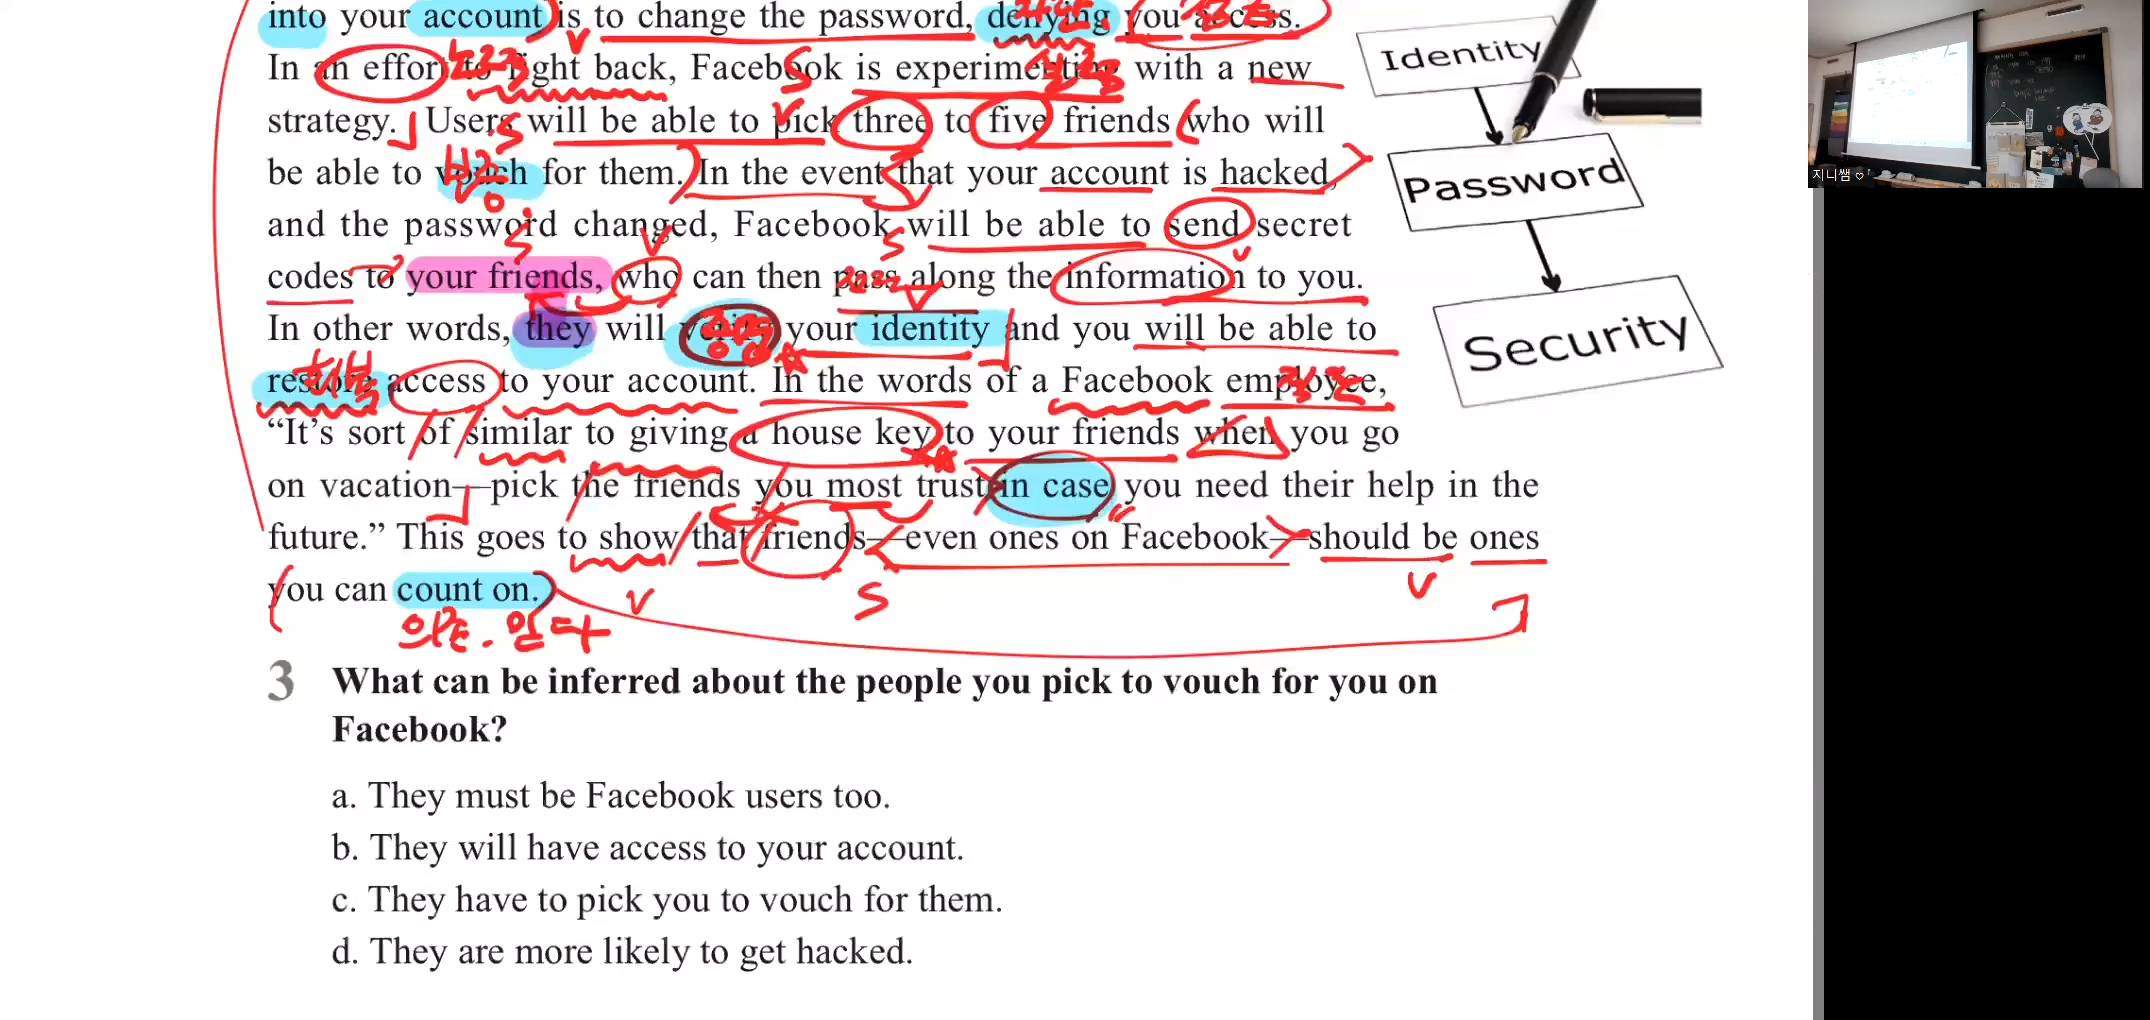 into your account is to change the password, denying you access.
In an effort to fight back, Facebook is experimenting with a new
strategy. Users will be able to pick three to five friends who will
be able to vouch for them. In the event that your account is hacked,
and the password changed, Facebook will be able to send secret
codes to your friends, who can then pass along the information to you.
In other words, they will verify your identity and you will be able to
restore access to your account. In the words of a Facebook employee,
“It’s sort of similar to giving a house key to your friends when you go
on vacation—pick the friends you most trust in case you need their help in the
future.” This goes to show that friends—even ones on Facebook—should be ones
you can count on.
Identity
Password
Security
지니쌤
3 What can be inferred about the people you pick to vouch for you on
Facebook?
a. They must be Facebook users too.
b. They will have access to your account.
c. They have to pick you to vouch for them.
d. They are more likely to get hacked.